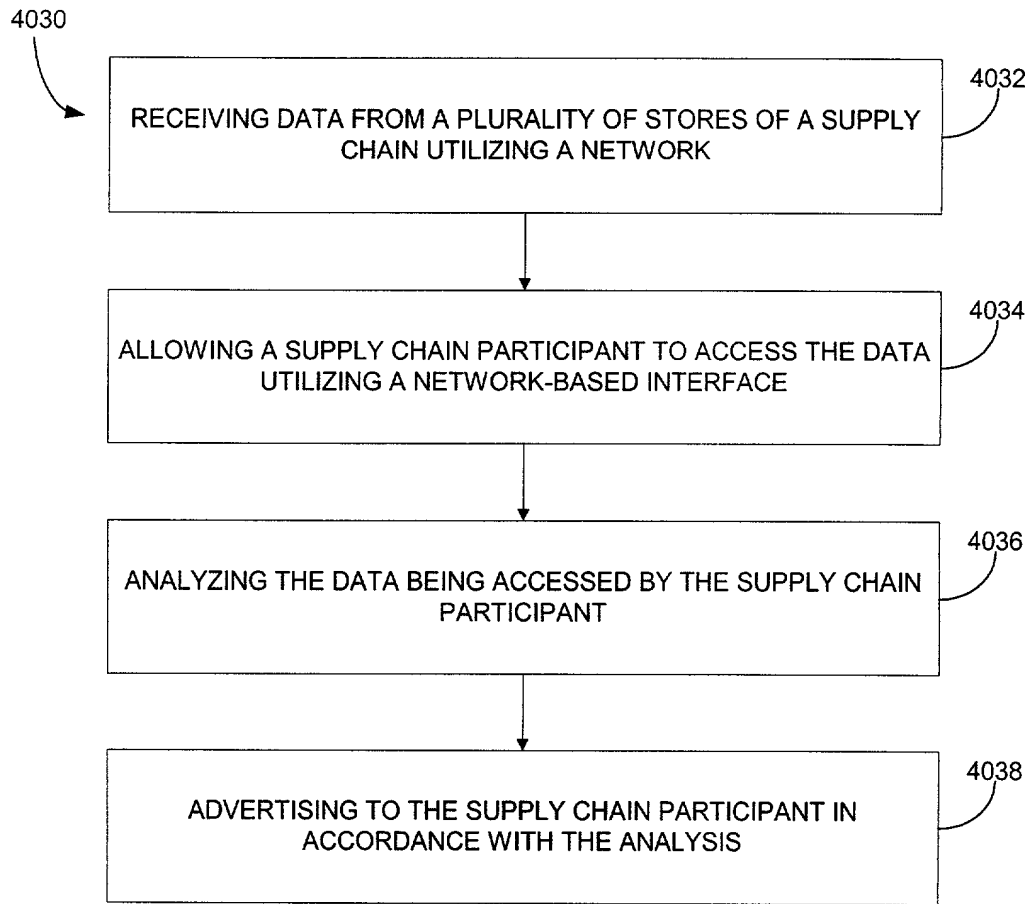 4030
4032
RECEIVING DATA FROM A PLURALITY OF STORES OF A SUPPLY
CHAIN UTILIZING A NETWORK
4034
ALLOWING A SUPPLY CHAIN PARTICIPANT TO ACCESS THE DATA
UTILIZING A NETWORK-BASED INTERFACE
4036
ANALYZING THE DATA BEING ACCESSED BY THE SUPPLY CHAIN
PARTICIPANT
4038
ADVERTISING TO THE SUPPLY CHAIN PARTICIPANT IN
ACCORDANCE WITH THE ANALYSIS